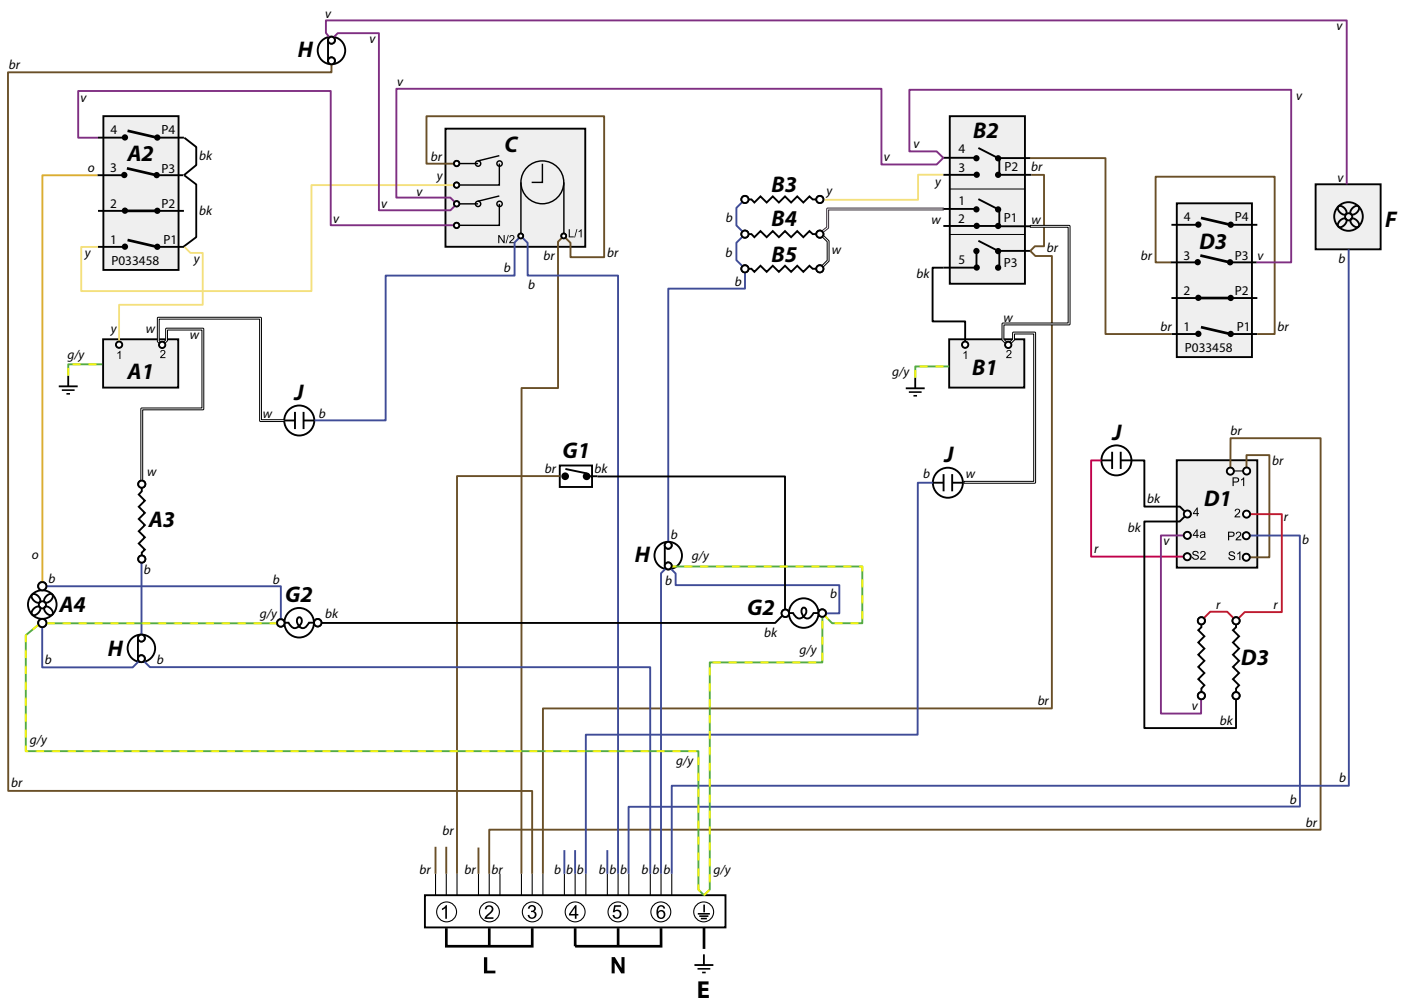 v
v
H
br
v
v
v
v
4 P4
A2
bk
o
3 P3
2 P2
bk
1 P1
y
P033458
y
C
br
y
v
v
N/2
L/1
b
b
br
br
B3
y
B4
b
b
B5
w
b
B2
v
v
4
3
P2
br
y
1
2
P1
w
w
5
P3
br
bk
v
v
4 P4
D3
br
3 P3
v
2 P2
br
1 P1
br
P033458
F
b
y
w
w
g/y
1 2
A1
J
w
b
w
g/y
1 2
B1
G1
br
bk
J
b
w
J
br
br
P1
D1
bk
bk
4
2
r
v
4a
P2
b
r
S2
S1
w
A3
b
o
b
A4
G2
g/y
bk
H
b
b
b
H
g/y
b
b
G2
bk
g/y
r
r
D3
v
bk
g/y
g/y
br
br
b
b
br
br
br
br
b
b
b
b
b
b
b
b
b
g/y
1 2 3 4 5 6
L N E